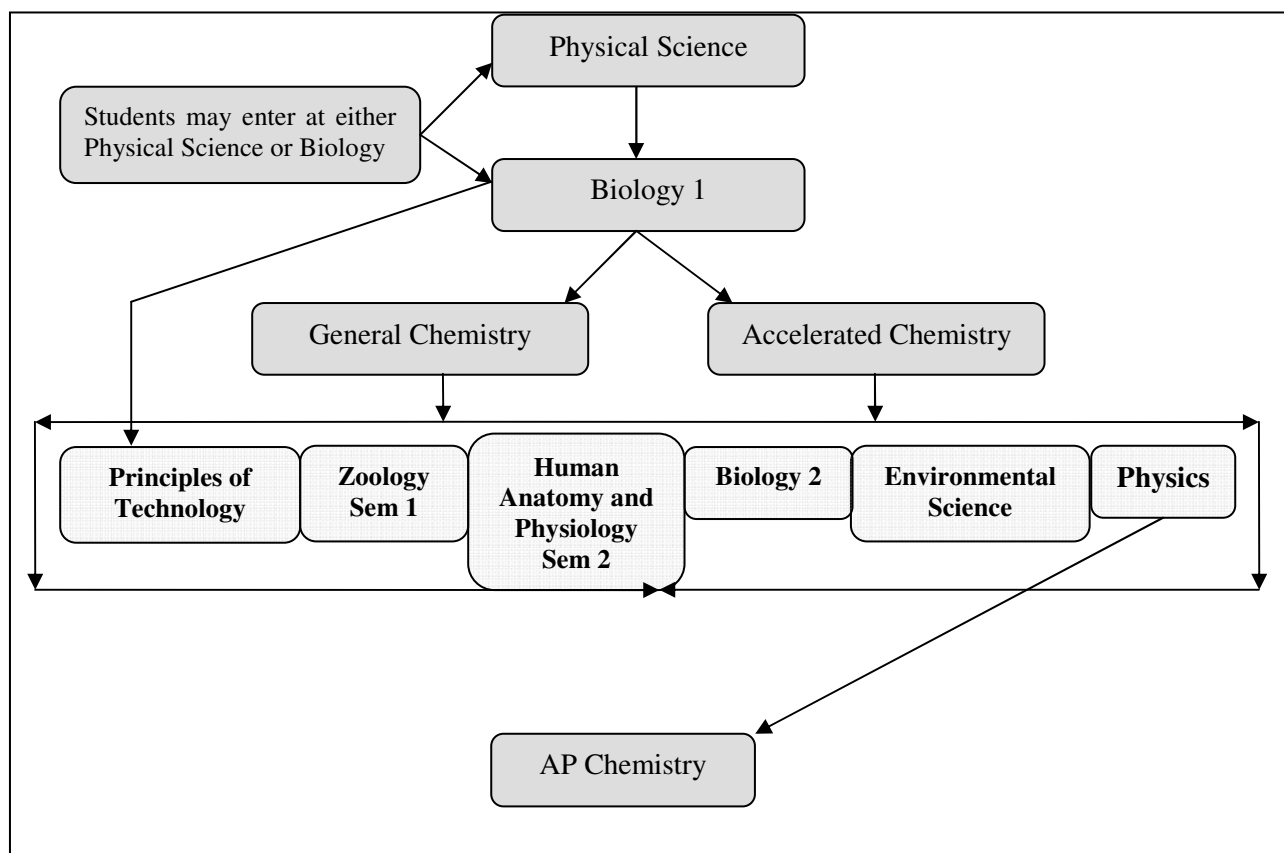 Physical Science
Students may enter at either
Physical Science or Biology
Biology 1
General Chemistry
Accelerated Chemistry
Principles of
Technology
Zoology
Sem 1
Human
Anatomy and
Physiology
Sem 2
Biology 2
Environmental
Science
Physics
AP Chemistry